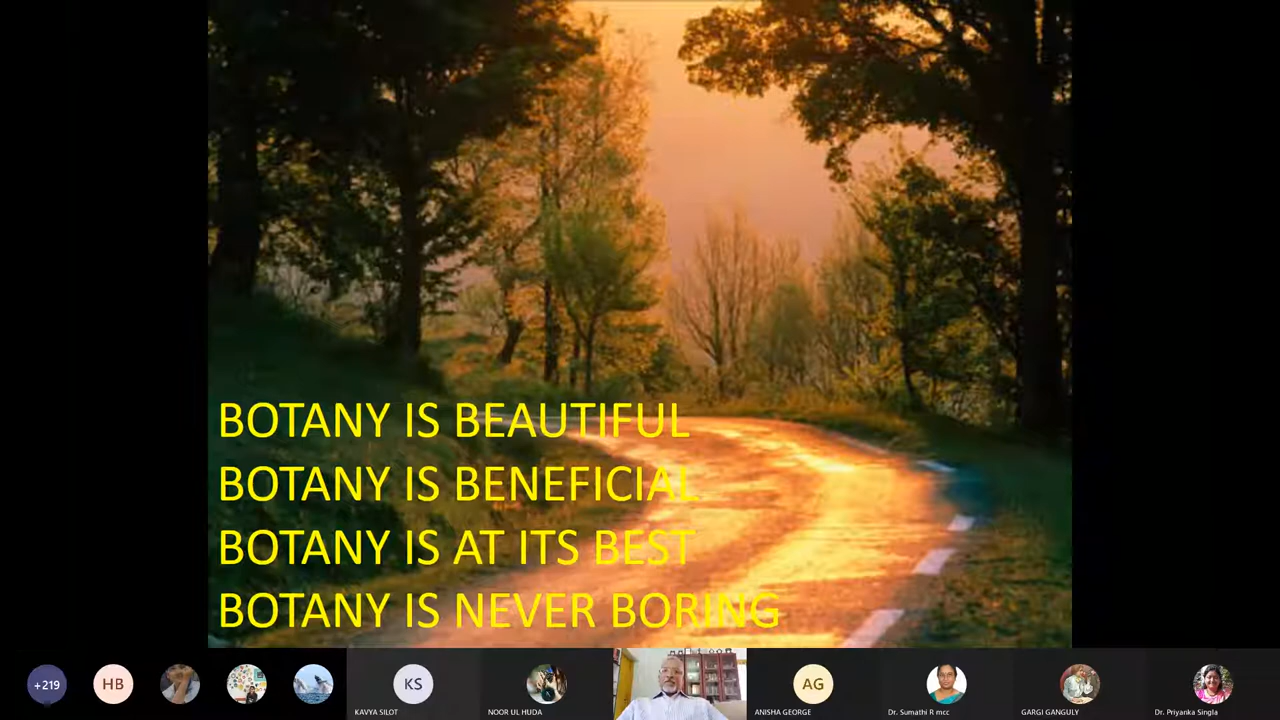 BOTANY IS BEAUTIFUL
BOTANY IS BENEFICIAL
BOTANY IS AT ITS BEST
BOTANY IS NEVER BORING
+219
HB
KS
AG
KAVYA SILOT
NOOR UL HUDA
ANISHA GEORGE
Dr. Sumathi R mcc
GARGI GANGULY
Dr. Priyanka Singla